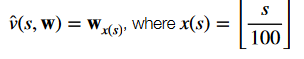 v̂(s, w) = w_{x(s)}, where x(s) = ⌊s/100⌋